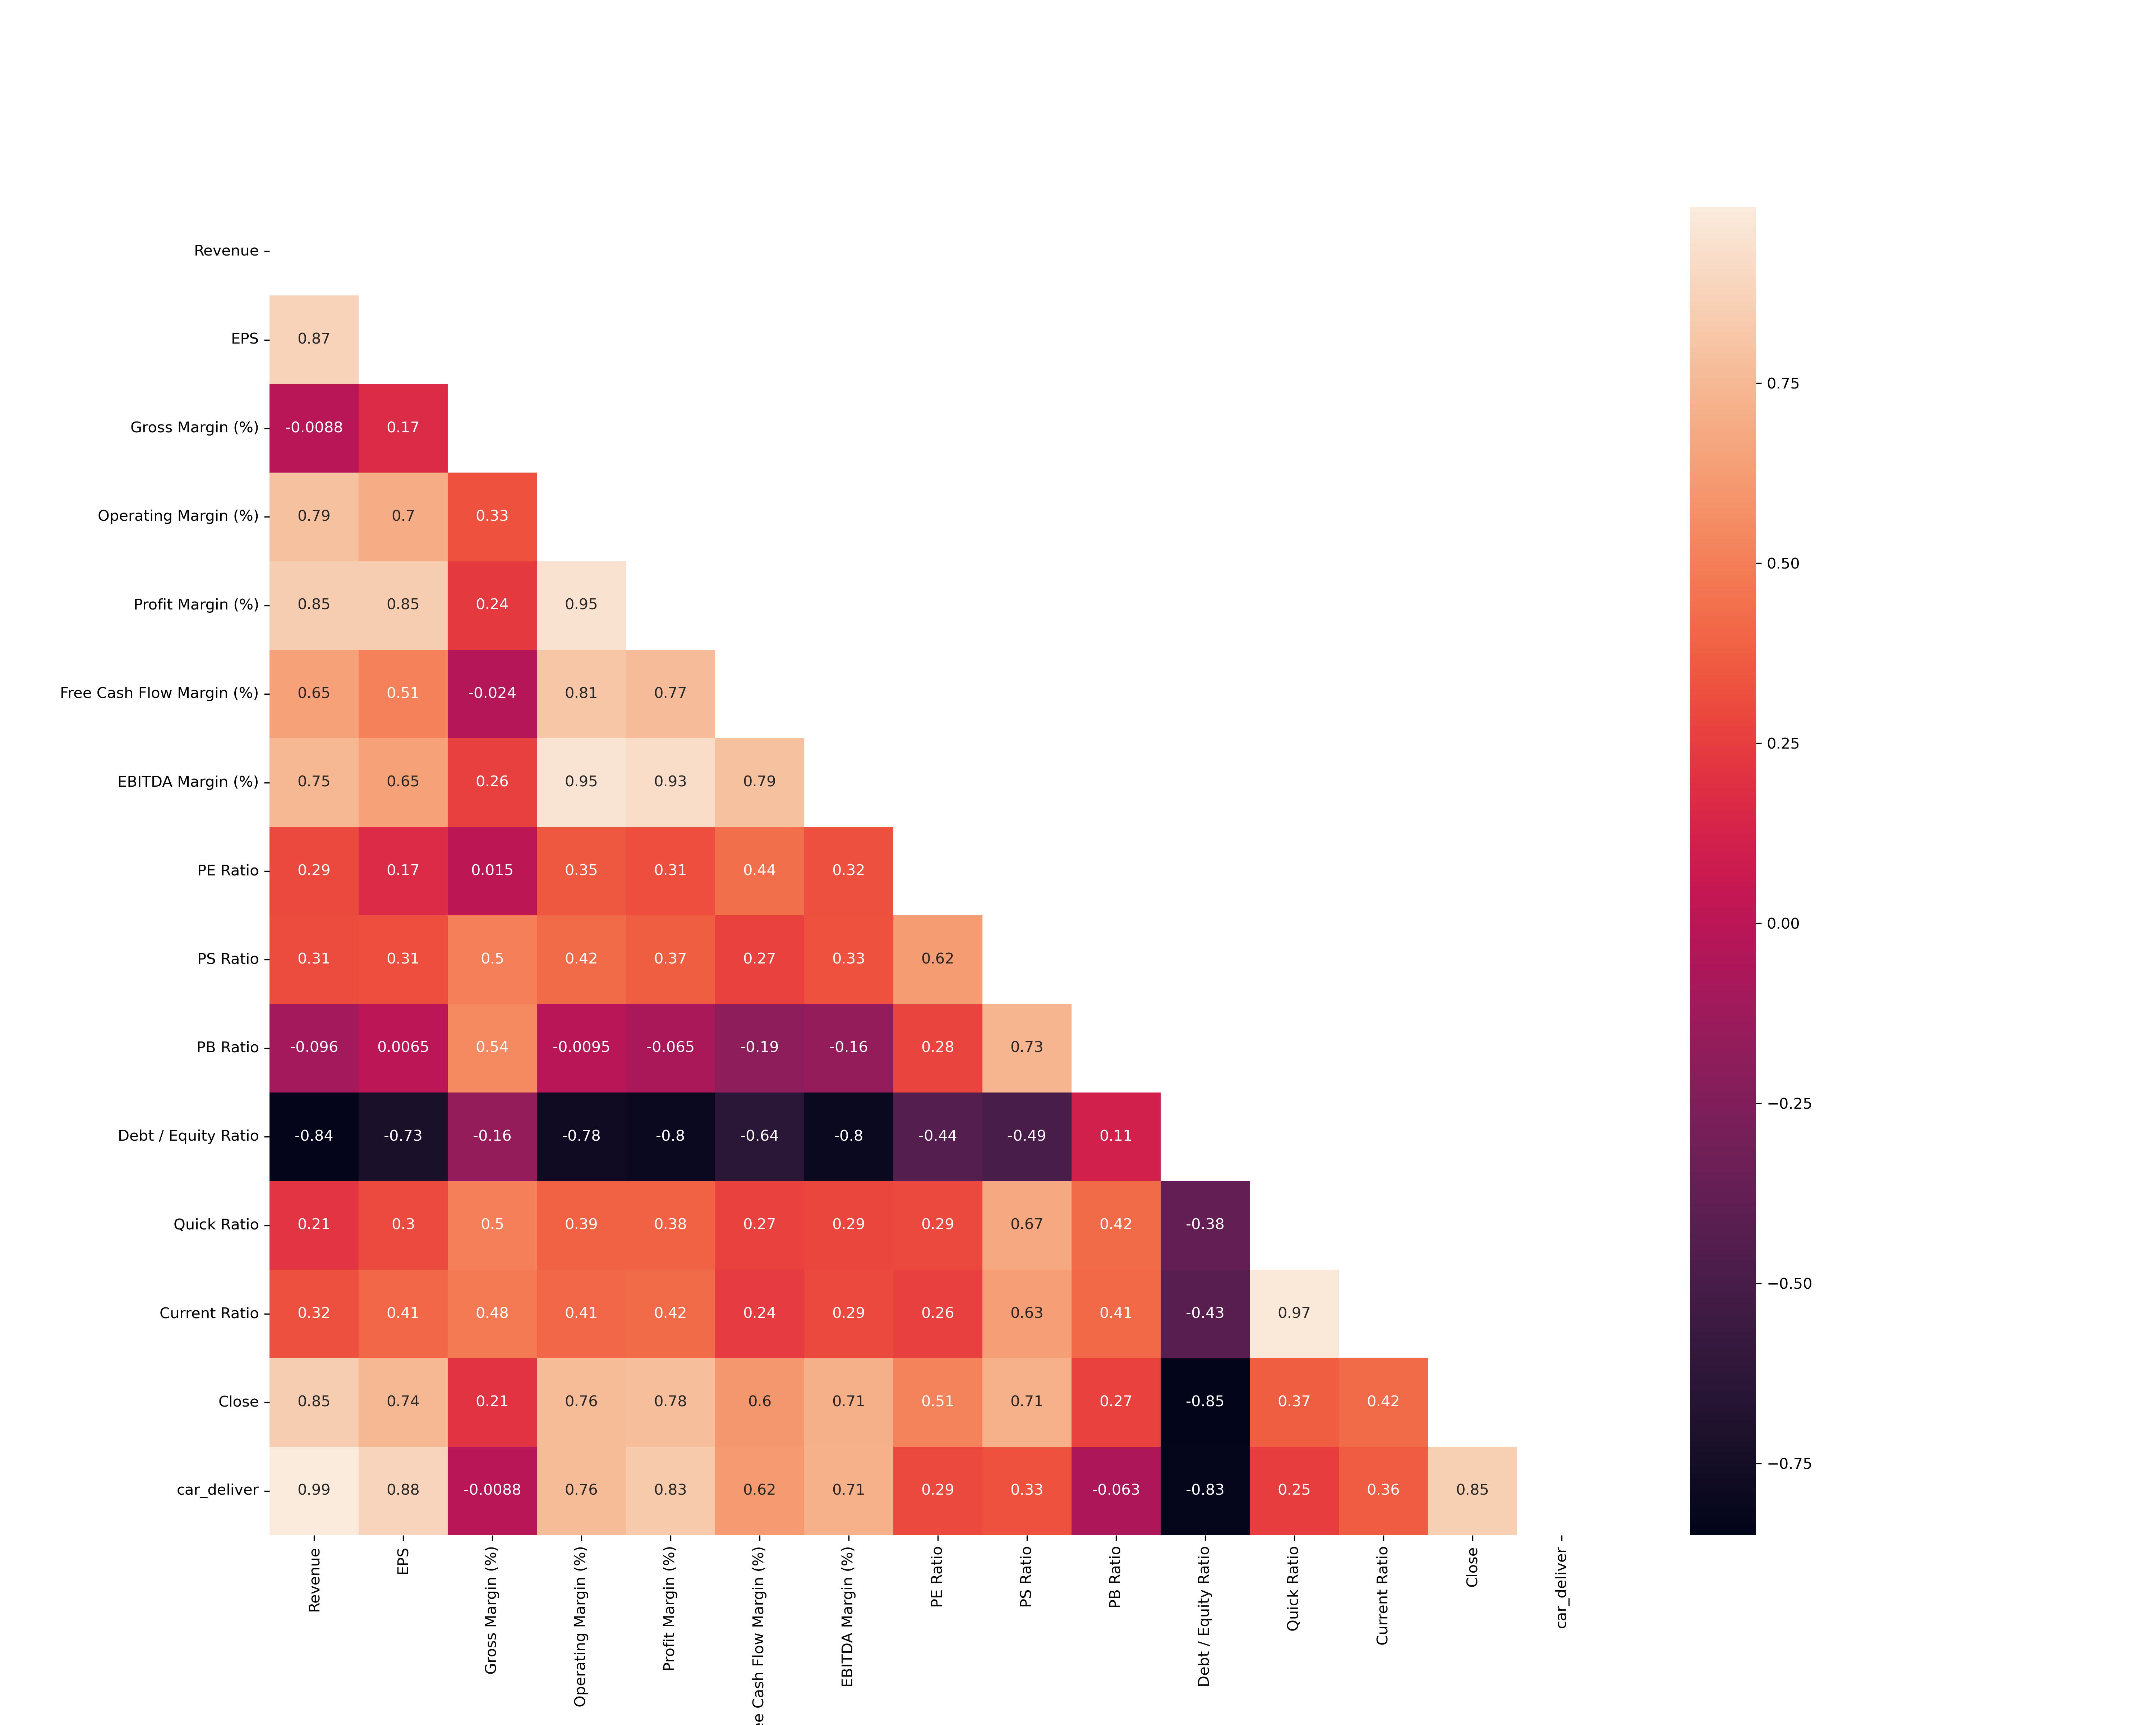 Revenue
EPS 0.87
0.75
Gross Margin (%) -0.0088 0.17
Operating Margin (%) 0.79 0.7 0.33
0.50
Profit Margin (%) 0.85 0.85 0.24 0.95
Free Cash Flow Margin (%) 0.65 0.51 -0.024 0.81 0.77
0.25
EBITDA Margin (%) 0.75 0.65 0.26 0.95 0.93 0.79
PE Ratio 0.29 0.17 0.015 0.35 0.31 0.44 0.32
0.00
PS Ratio 0.31 0.31 0.5 0.42 0.37 0.27 0.33 0.62
PB Ratio -0.096 0.0065 0.54 -0.0095 -0.065 -0.19 -0.16 0.28 0.73
−0.25
Debt / Equity Ratio -0.84 -0.73 -0.16 -0.78 -0.8 -0.64 -0.8 -0.44 -0.49 0.11
Quick Ratio 0.21 0.3 0.5 0.39 0.38 0.27 0.29 0.29 0.67 0.42 -0.38
−0.50
Current Ratio 0.32 0.41 0.48 0.41 0.42 0.24 0.29 0.26 0.63 0.41 -0.43 0.97
Close 0.85 0.74 0.21 0.76 0.78 0.6 0.71 0.51 0.71 0.27 -0.85 0.37 0.42
−0.75
car_deliver 0.99 0.88 -0.0088 0.76 0.83 0.62 0.71 0.29 0.33 -0.063 -0.83 0.25 0.36 0.85
Revenue
EPS
Gross Margin (%)
Operating Margin (%)
Profit Margin (%)
Cash Flow Margin (%)
EBITDA Margin (%)
PE Ratio
PS Ratio
PB Ratio
Debt / Equity Ratio
Quick Ratio
Current Ratio
Close
car_deliver